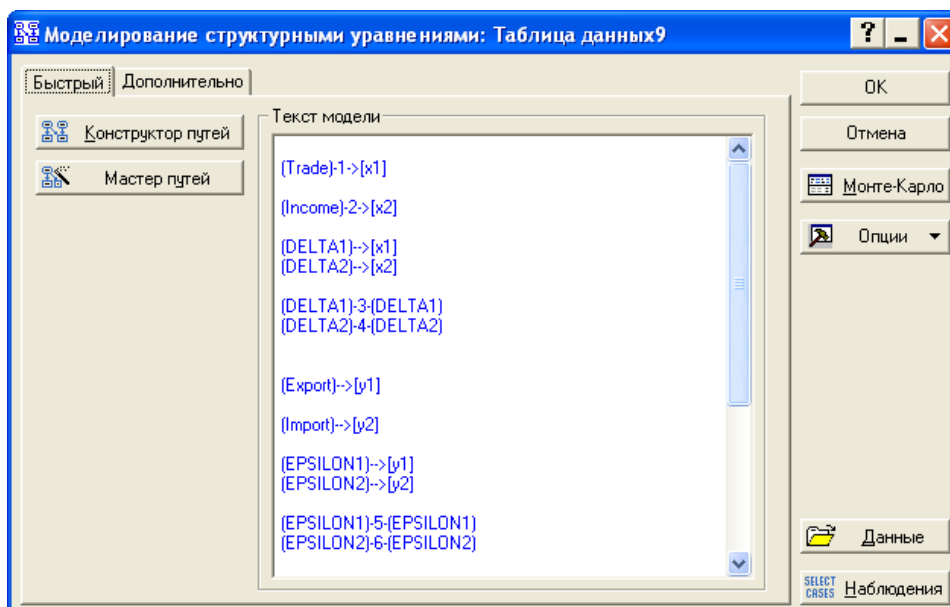 Моделирование структурными уравнениями: Таблица данных9
Быстрый
Дополнительно
Конструктор путей
Мастер путей
Текст модели
(Trade)-1->[x1]
(Income)-2->[x2]
(DELTA1)-->[x1]
(DELTA2)-->[x2]
(DELTA1)-3-(DELTA1)
(DELTA2)-4-(DELTA2)
(Export)-->[y1]
(Import)-->[y2]
(EPSILON1)-->[y1]
(EPSILON2)-->[y2]
(EPSILON1)-5-(EPSILON1)
(EPSILON2)-6-(EPSILON2)
OK
Отмена
Монте-Карло
Опции
Данные
SELECT
CASES
Наблюдения